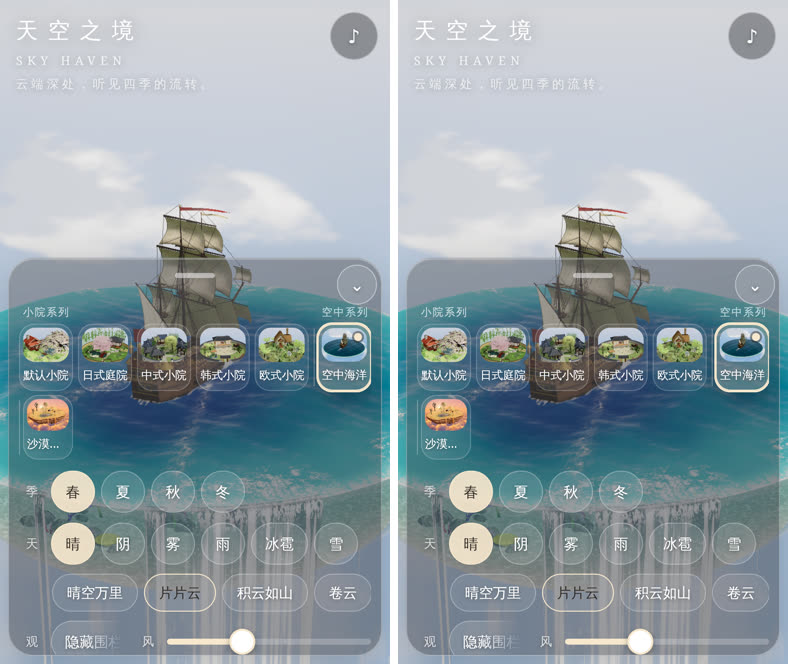 天空之境
SKY HAVEN
云端深处，听见四季的流转。
小院系列 空中系列
默认小院 日式庭院 中式小院 韩式小院 欧式小院 空中海洋
沙漠...
季 春 夏 秋 冬
天 晴 阴 雾 雨 冰雹 雪
晴空万里 片片云 积云如山 卷云
观 隐藏围栏 风
天空之境
SKY HAVEN
云端深处，听见四季的流转。
小院系列 空中系列
默认小院 日式庭院 中式小院 韩式小院 欧式小院 空中海洋
沙漠...
季 春 夏 秋 冬
天 晴 阴 雾 雨 冰雹 雪
晴空万里 片片云 积云如山 卷云
观 隐藏围栏 风